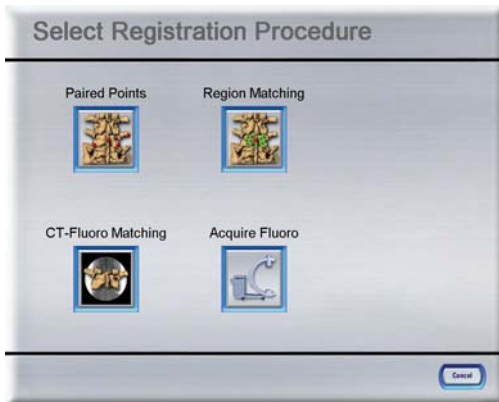 Select Registration Procedure
Paired Points
Region Matching
CT-Fluoro Matching
Acquire Fluoro
Cancel